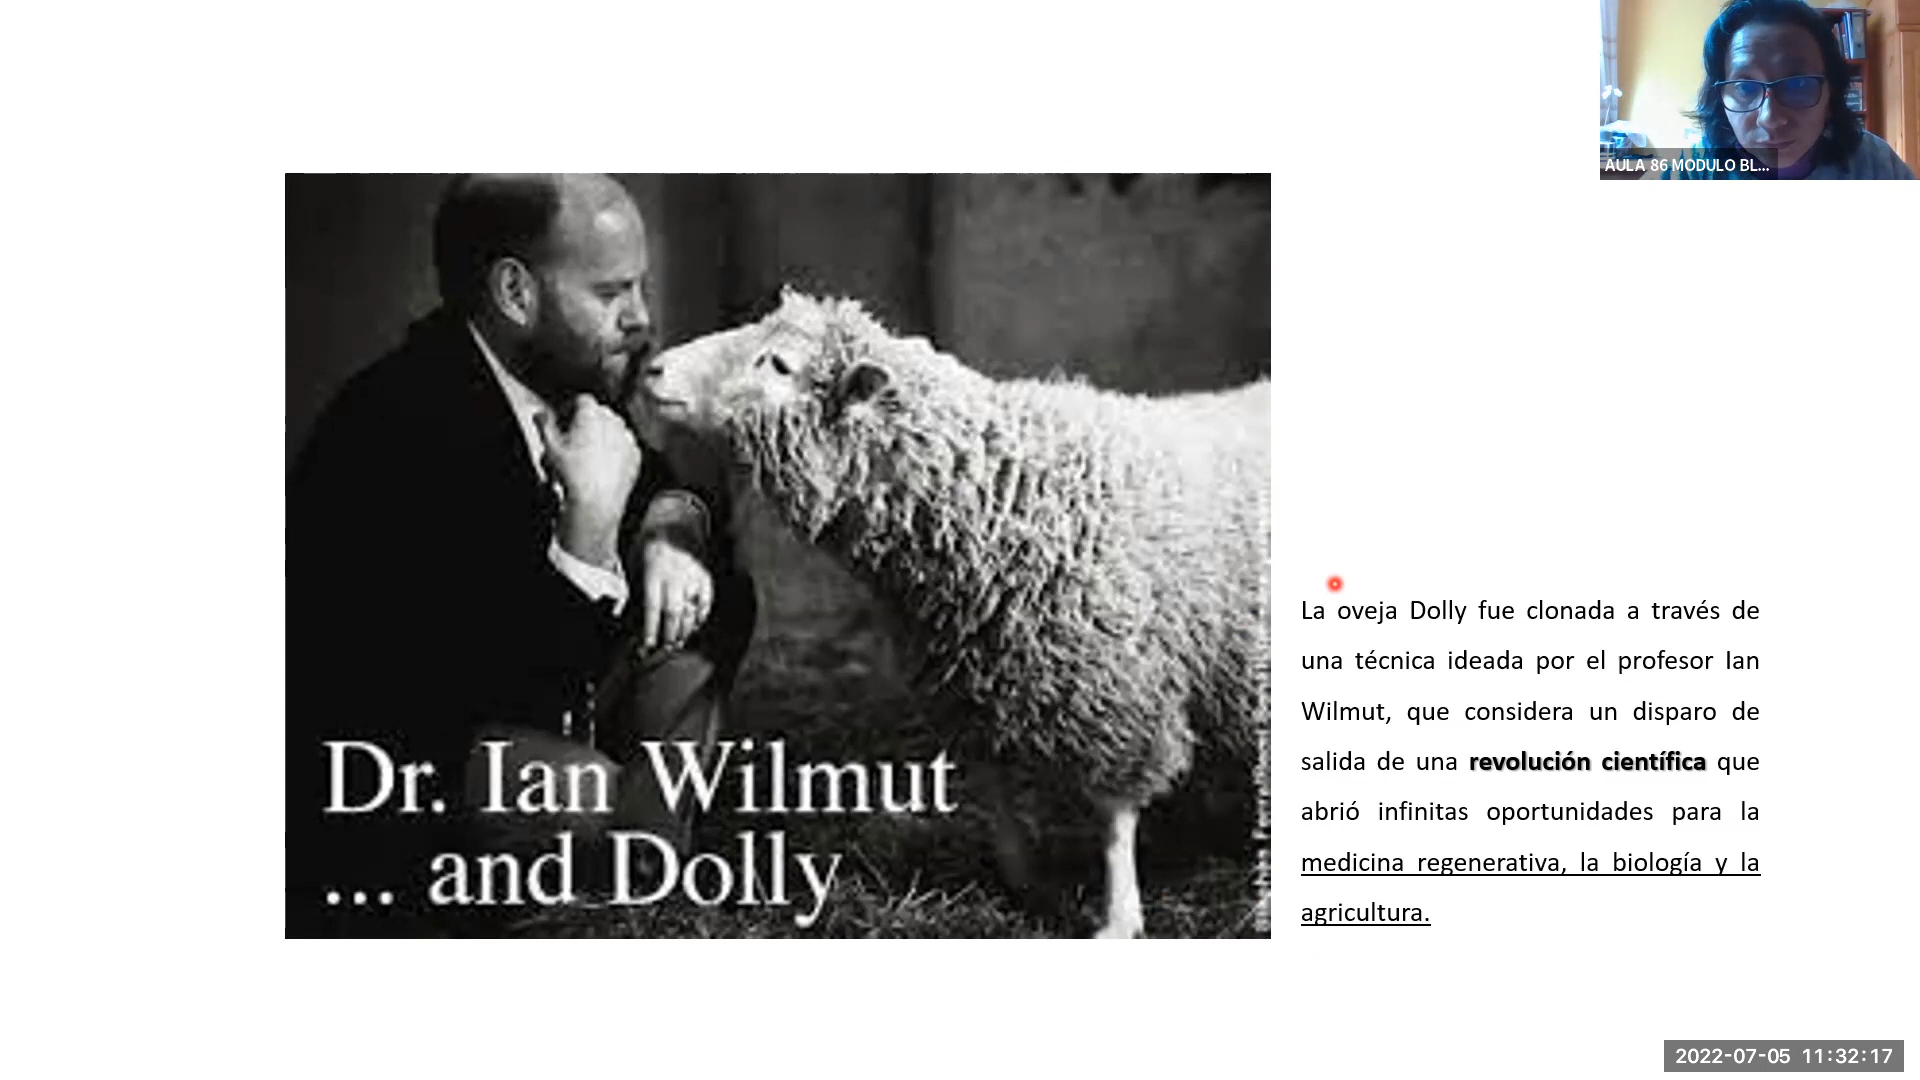 AULA 86 MODULO BL...
Dr. Ian Wilmut
... and Dolly
La oveja Dolly fue clonada a través de
una técnica ideada por el profesor Ian
Wilmut, que considera un disparo de
salida de una revolución científica que
abrió infinitas oportunidades para la
medicina regenerativa, la biología y la
agricultura.
2022-07-05 11:32:17